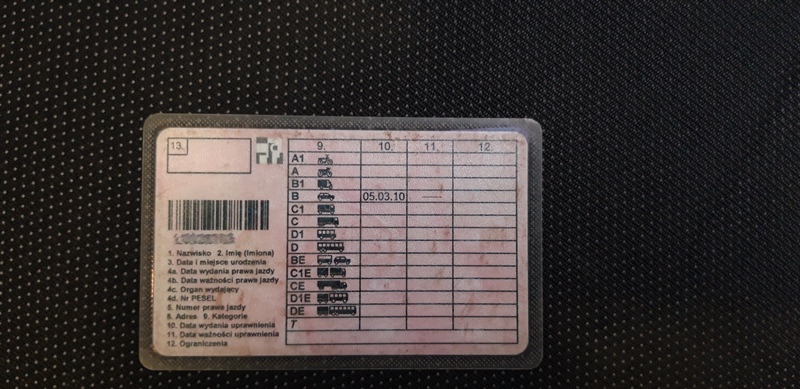 13.
1. Nazwisko 2. Imię (Imiona)
3. Data i miejsce urodzenia
4a. Data wydania prawa jazdy
4b. Data ważności prawa jazdy
4c. Organ wydający
4d. Nr PESEL
5. Numer prawa jazdy
8. Adres 9. Kategorie
10. Data wydania uprawnienia
11. Data ważności uprawnienia
12. Ograniczenia
9. 10. 11. 12.
A1
A
B1
B 05.03.10 —
C1
C
D1
D
BE
C1E
CE
D1E
DE
T